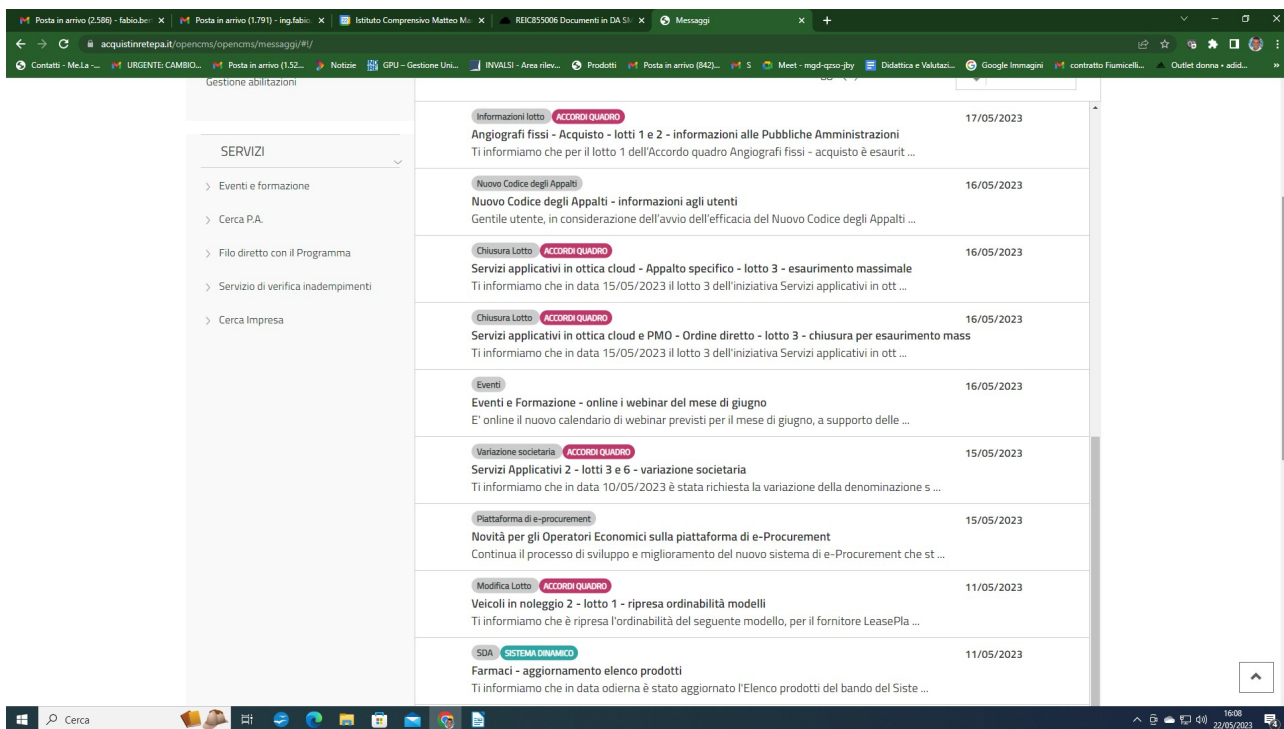 Posta in arrivo (2.586) - fabio.ber
Posta in arrivo (1.791) - ing.fabio.
Istituto Comprensivo Matteo Ma
REIC855006 Documenti in DA SM
Messaggi
acquistinretepa.it/opencms/opencms/messaggi/#!/
Contatti - Me.La -...
URGENTE: CAMBIO...
Posta in arrivo (1.52...
Notizie
GPU – Gestione Uni...
INVALSI - Area rilev...
Prodotti
Posta in arrivo (842)...
S
Meet - mgd-qzso-jby
Didattica e Valutazi...
Google Immagini
contratto Fiumicelli...
Outlet donna • adid...
»
Gestione abilitazioni
SERVIZI
Eventi e formazione
Cerca P.A.
Filo diretto con il Programma
Servizio di verifica inadempimenti
Cerca Impresa
Informazioni lotto ACCORDI QUADRO 17/05/2023
Angiografi fissi - Acquisto - lotti 1 e 2 - informazioni alle Pubbliche Amministrazioni
Ti informiamo che per il lotto 1 dell'Accordo quadro Angiografi fissi - acquisto è esaurit ...
Nuovo Codice degli Appalti 16/05/2023
Nuovo Codice degli Appalti - informazioni agli utenti
Gentile utente, in considerazione dell'avvio dell'efficacia del Nuovo Codice degli Appalti ...
Chiusura Lotto ACCORDI QUADRO 16/05/2023
Servizi applicativi in ottica cloud - Appalto specifico - lotto 3 - esaurimento massimale
Ti informiamo che in data 15/05/2023 il lotto 3 dell'iniziativa Servizi applicativi in ott ...
Chiusura Lotto ACCORDI QUADRO 16/05/2023
Servizi applicativi in ottica cloud e PMO - Ordine diretto - lotto 3 - chiusura per esaurimento mass
Ti informiamo che in data 15/05/2023 il lotto 3 dell'iniziativa Servizi applicativi in ott ...
Eventi 16/05/2023
Eventi e Formazione - online i webinar del mese di giugno
E' online il nuovo calendario di webinar previsti per il mese di giugno, a supporto delle ...
Variazione societaria ACCORDI QUADRO 15/05/2023
Servizi Applicativi 2 - lotti 3 e 6 - variazione societaria
Ti informiamo che in data 10/05/2023 è stata richiesta la variazione della denominazione s ...
Piattaforma di e-procurement 15/05/2023
Novità per gli Operatori Economici sulla piattaforma di e-Procurement
Continua il processo di sviluppo e miglioramento del nuovo sistema di e-Procurement che st ...
Modifica Lotto ACCORDI QUADRO 11/05/2023
Veicoli in noleggio 2 - lotto 1 - ripresa ordinabilità modelli
Ti informiamo che è ripresa l'ordinabilità del seguente modello, per il fornitore LeasePla ...
SDA SISTEMA DINAMICO 11/05/2023
Farmaci - aggiornamento elenco prodotti
Ti informiamo che in data odierna è stato aggiornato l'Elenco prodotti del bando del Siste ...
Cerca
16:08
22/05/2023